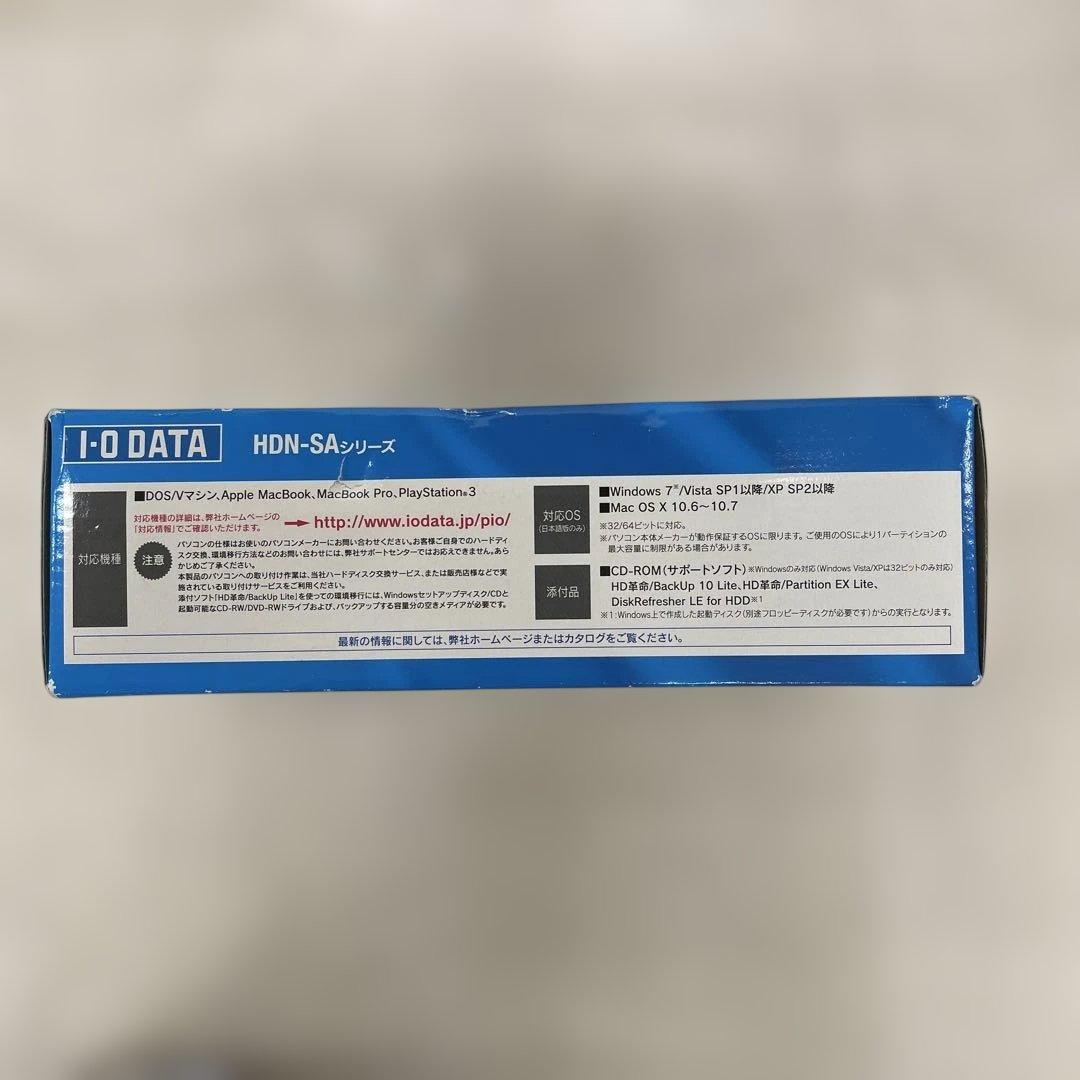 I-O DATA
HDN-SAシリーズ
対応機種
■DOS/Vマシン、Apple MacBook、MacBook Pro、PlayStation®3
対応機種の詳細は、弊社ホームページの
「対応情報」でご確認いただけます。
→ http://www.iodata.jp/pio/
注意
パソコンの仕様はお使いのパソコンメーカーにお問い合わせください。お客様ご自身でのハードディ
スク交換、環境移行方法などのお問い合わせには、弊社サポートセンターではお応えできません。あら
かじめご了承ください。
本製品のパソコンへの取り付け作業は、当社ハードディスク交換サービス、または販売店様などで実
施されている取り付けサービスをご利用ください。
添付ソフト「HD革命/BackUp Lite」を使っての環境移行には、Windowsセットアップディスク/CDと
起動可能なCD-RW/DVD-RWドライブおよび、バックアップする容量分の空きメディアが必要です。
対応OS
(日本語版のみ)
■Windows 7※/Vista SP1以降/XP SP2以降
■Mac OS X 10.6～10.7
※32/64ビットに対応。
※パソコン本体メーカーが動作保証するOSに限ります。ご使用のOSにより1パーティションの
最大容量に制限がある場合があります。
添付品
■CD-ROM(サポートソフト)※Windowsのみ対応(Windows Vista/XPは32ビットのみ対応)
HD革命/BackUp 10 Lite、HD革命/Partition EX Lite、
DiskRefresher LE for HDD※1
※1:Windows上で作成した起動ディスク(別途フロッピーディスクが必要です)からの実行となります。
最新の情報に関しては、弊社ホームページまたはカタログをご覧ください。